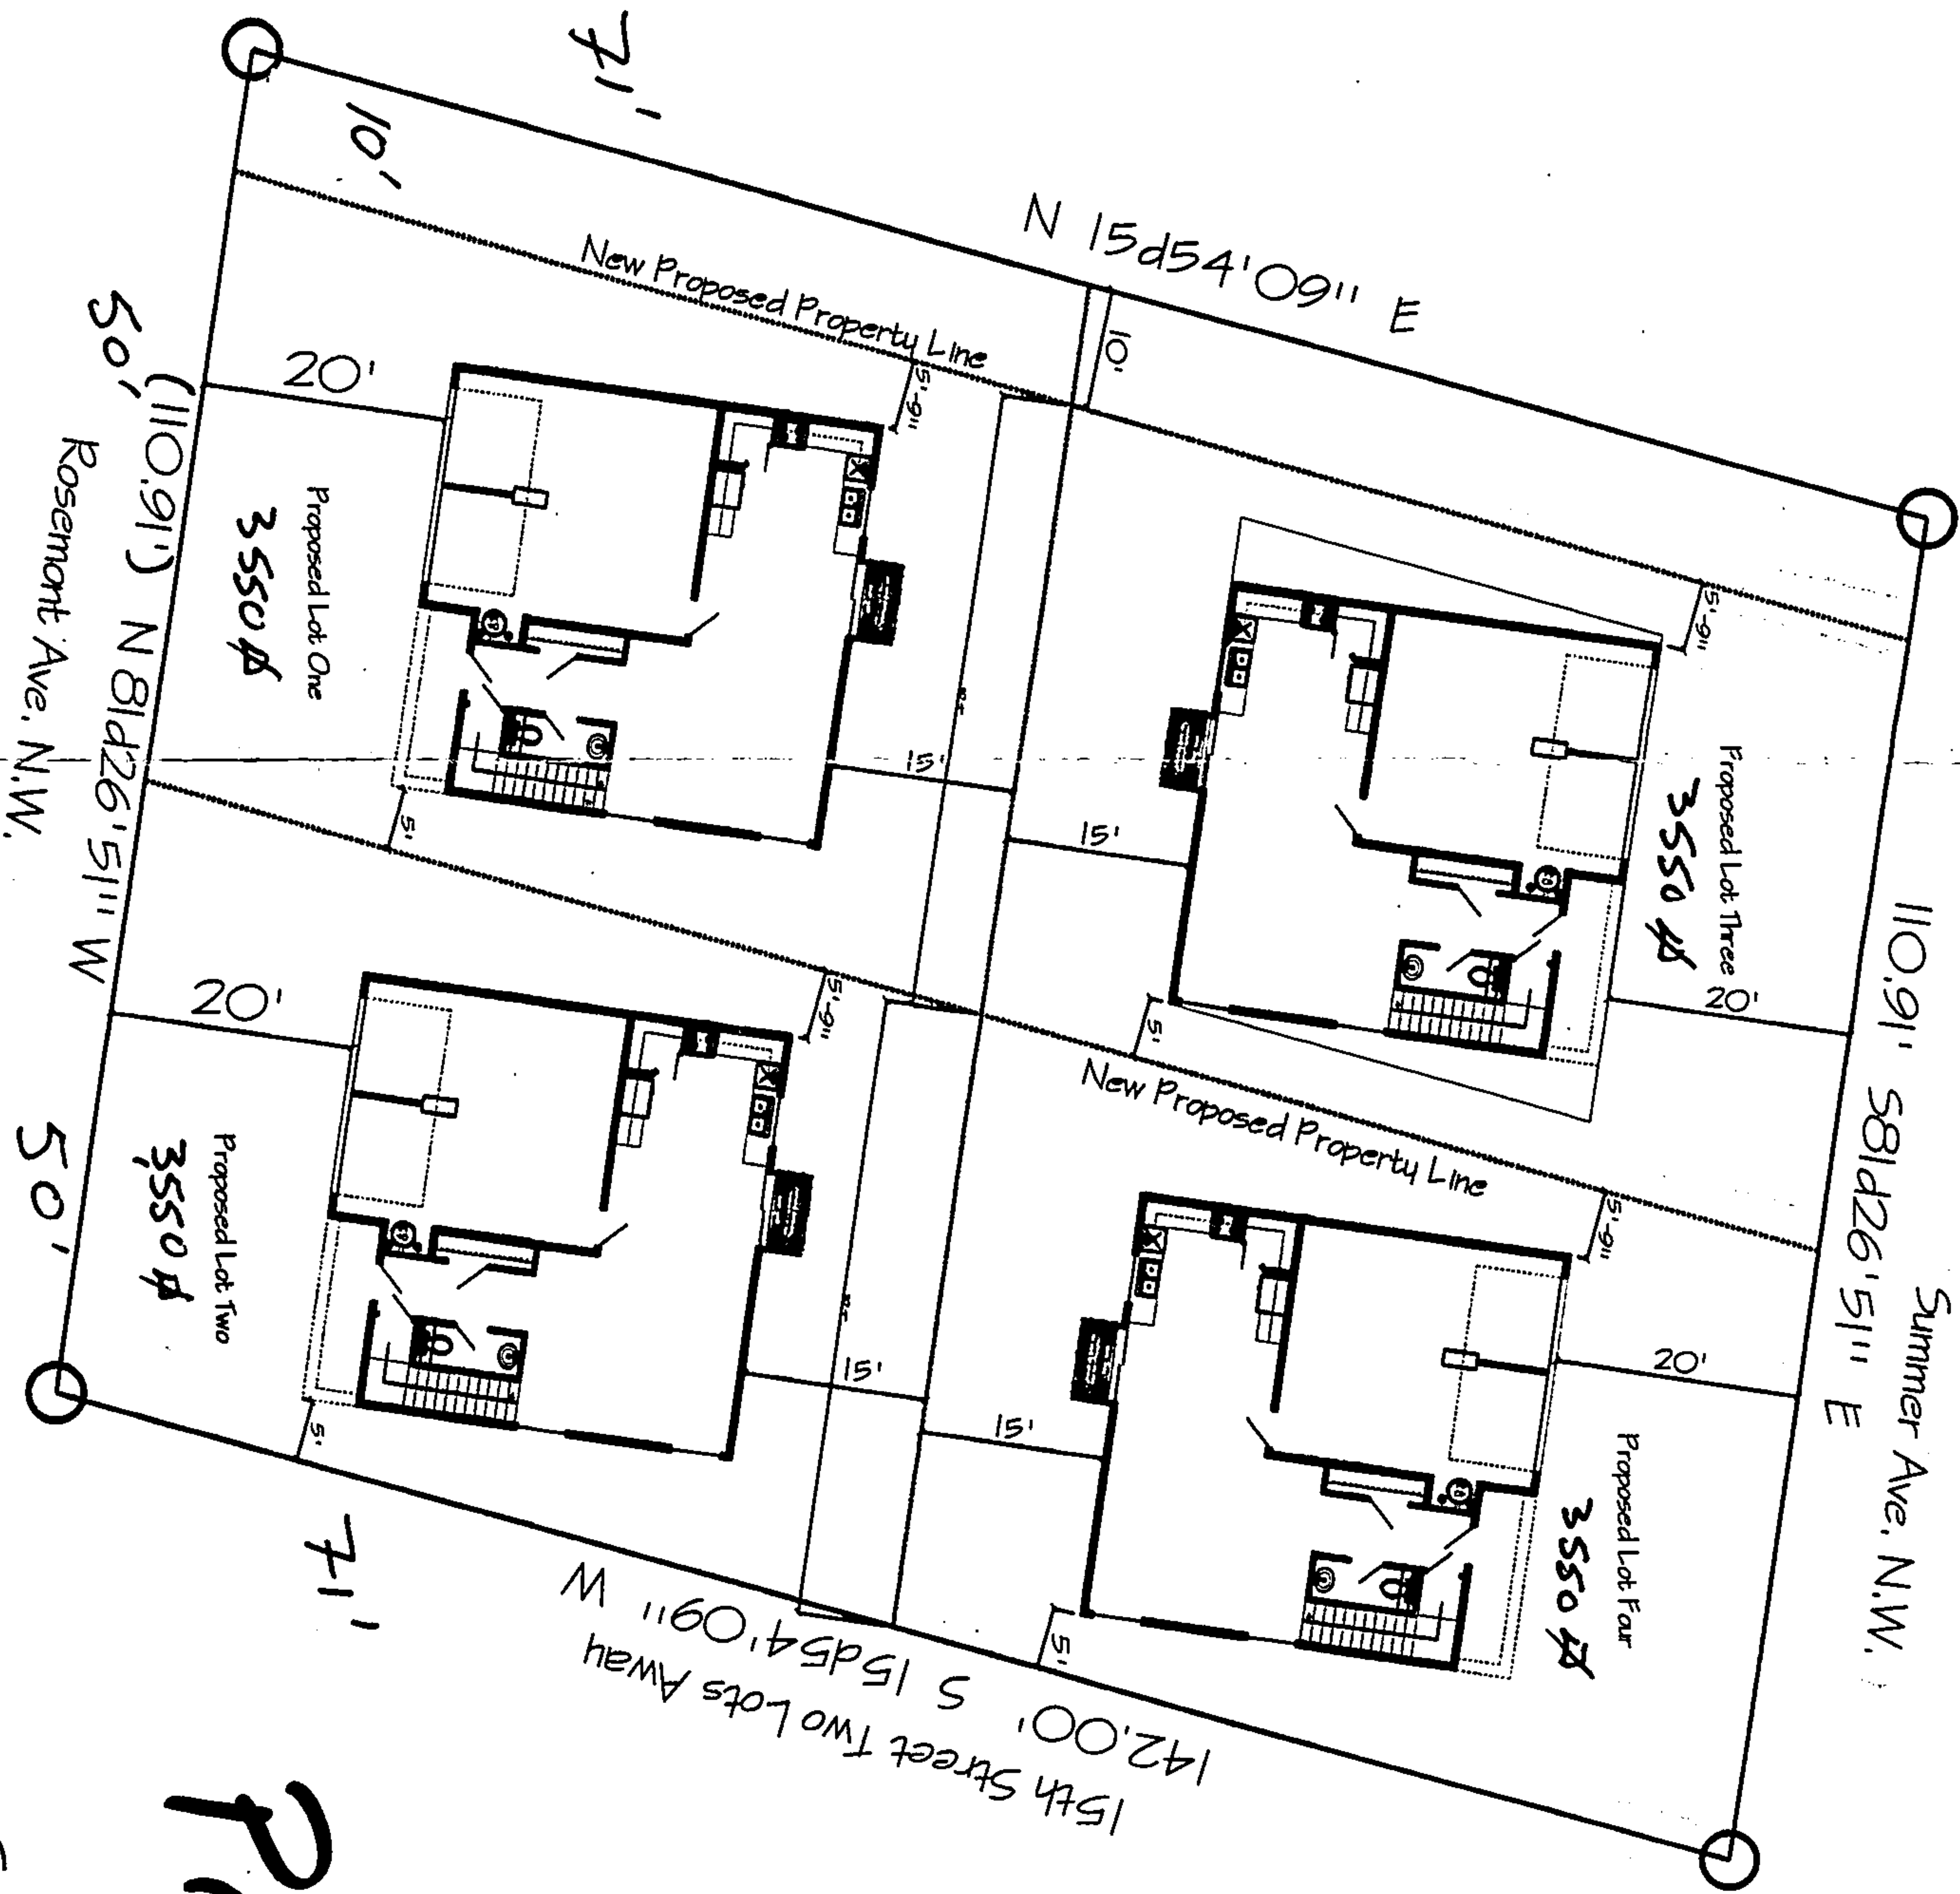 71'
10'
N 15d54'09" E
10'
New Proposed Property Line
5'-9"
5'-9"
20'
50'
(110.91') N 81d26'51" W
Rosemont Ave. N.W.
Proposed Lot One
3550 ⌀
15'
5'
15'
5'
Proposed Lot Three
3550 ⌀
20'
110.91' S81d26'51" E
Summer Ave. N.W.
New Proposed Property Line
5'-9"
5'-9"
20'
50'
Proposed Lot Two
3,550 ⌀
15'
5'
15'
5'
20'
Proposed Lot Four
3550 ⌀
71'
S 15d54'09" W
142.00'
15th Street Two Lots Away